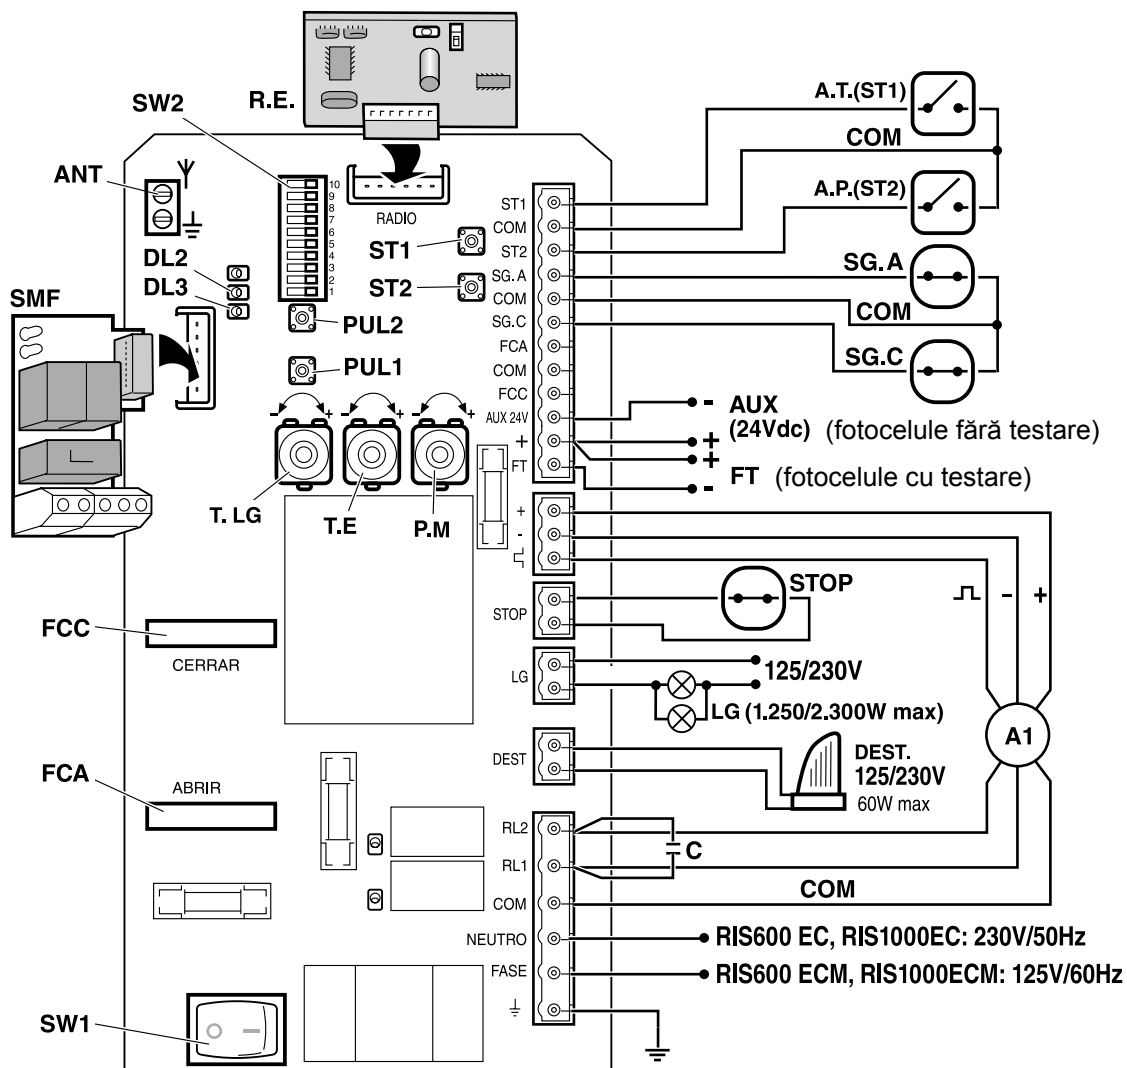 R.E.
SW2
ANT
RADIO
10
9
8
7
6
5
4
3
2
1
DL2
DL3
SMF
ST1
ST2
PUL2
PUL1
- +
- +
- +
T. LG
T.E
P.M
FCC
CERRAR
FCA
ABRIR
SW1
ST1
COM
ST2
SG.A
COM
SG.C
FCA
COM
FCC
AUX 24V
+
FT
+
-
STOP
LG
DEST
RL2
RL1
COM
NEUTRO
FASE
A.T.(ST1)
COM
A.P.(ST2)
SG.A
COM
SG.C
- AUX
(24Vdc) (fotocelule fără testare)
+
+
- FT (fotocelule cu testare)
STOP
- +
125/230V
LG (1.250/2.300W max)
A1
DEST.
125/230V
60W max
C
COM
RIS600 EC, RIS1000EC: 230V/50Hz
RIS600 ECM, RIS1000ECM: 125V/60Hz